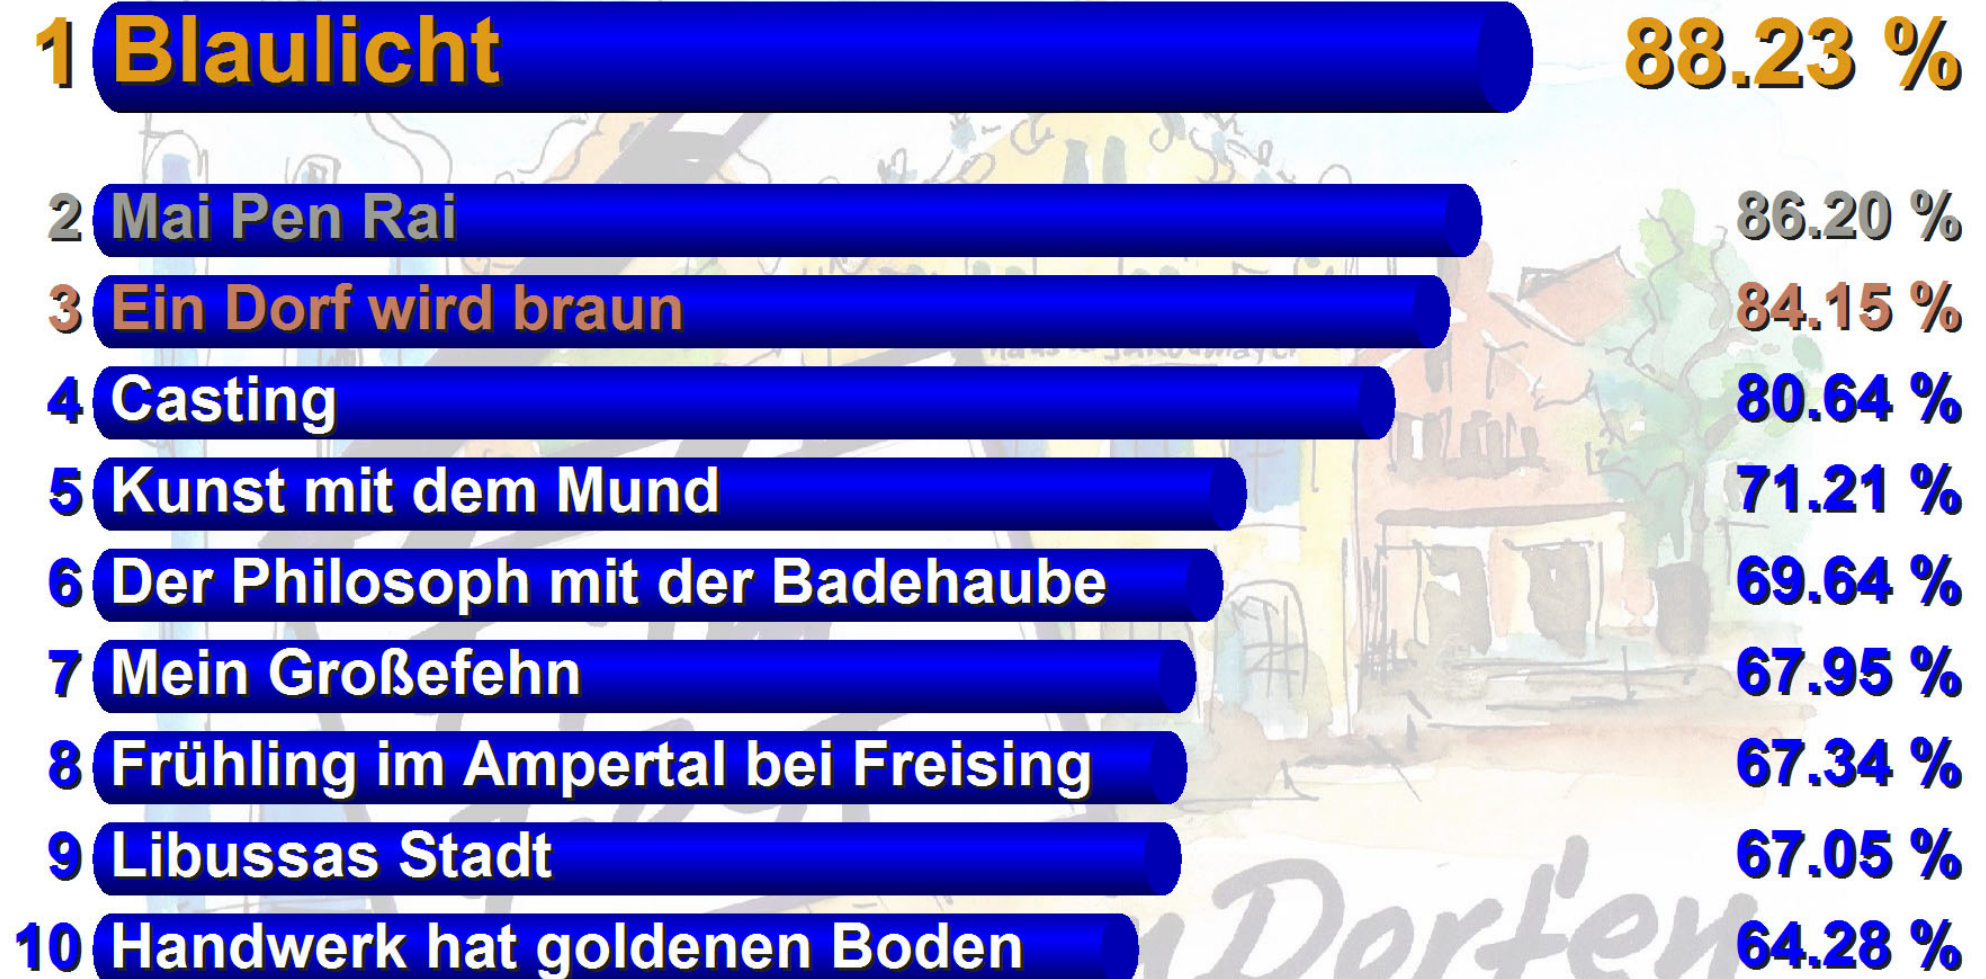 1 Blaulicht 88.23 %
2 Mai Pen Rai 86.20 %
3 Ein Dorf wird braun 84.15 %
4 Casting 80.64 %
5 Kunst mit dem Mund 71.21 %
6 Der Philosoph mit der Badehaube 69.64 %
7 Mein Großefehn 67.95 %
8 Frühling im Ampertal bei Freising 67.34 %
9 Libussas Stadt 67.05 %
10 Handwerk hat goldenen Boden 64.28 %
Dorfen